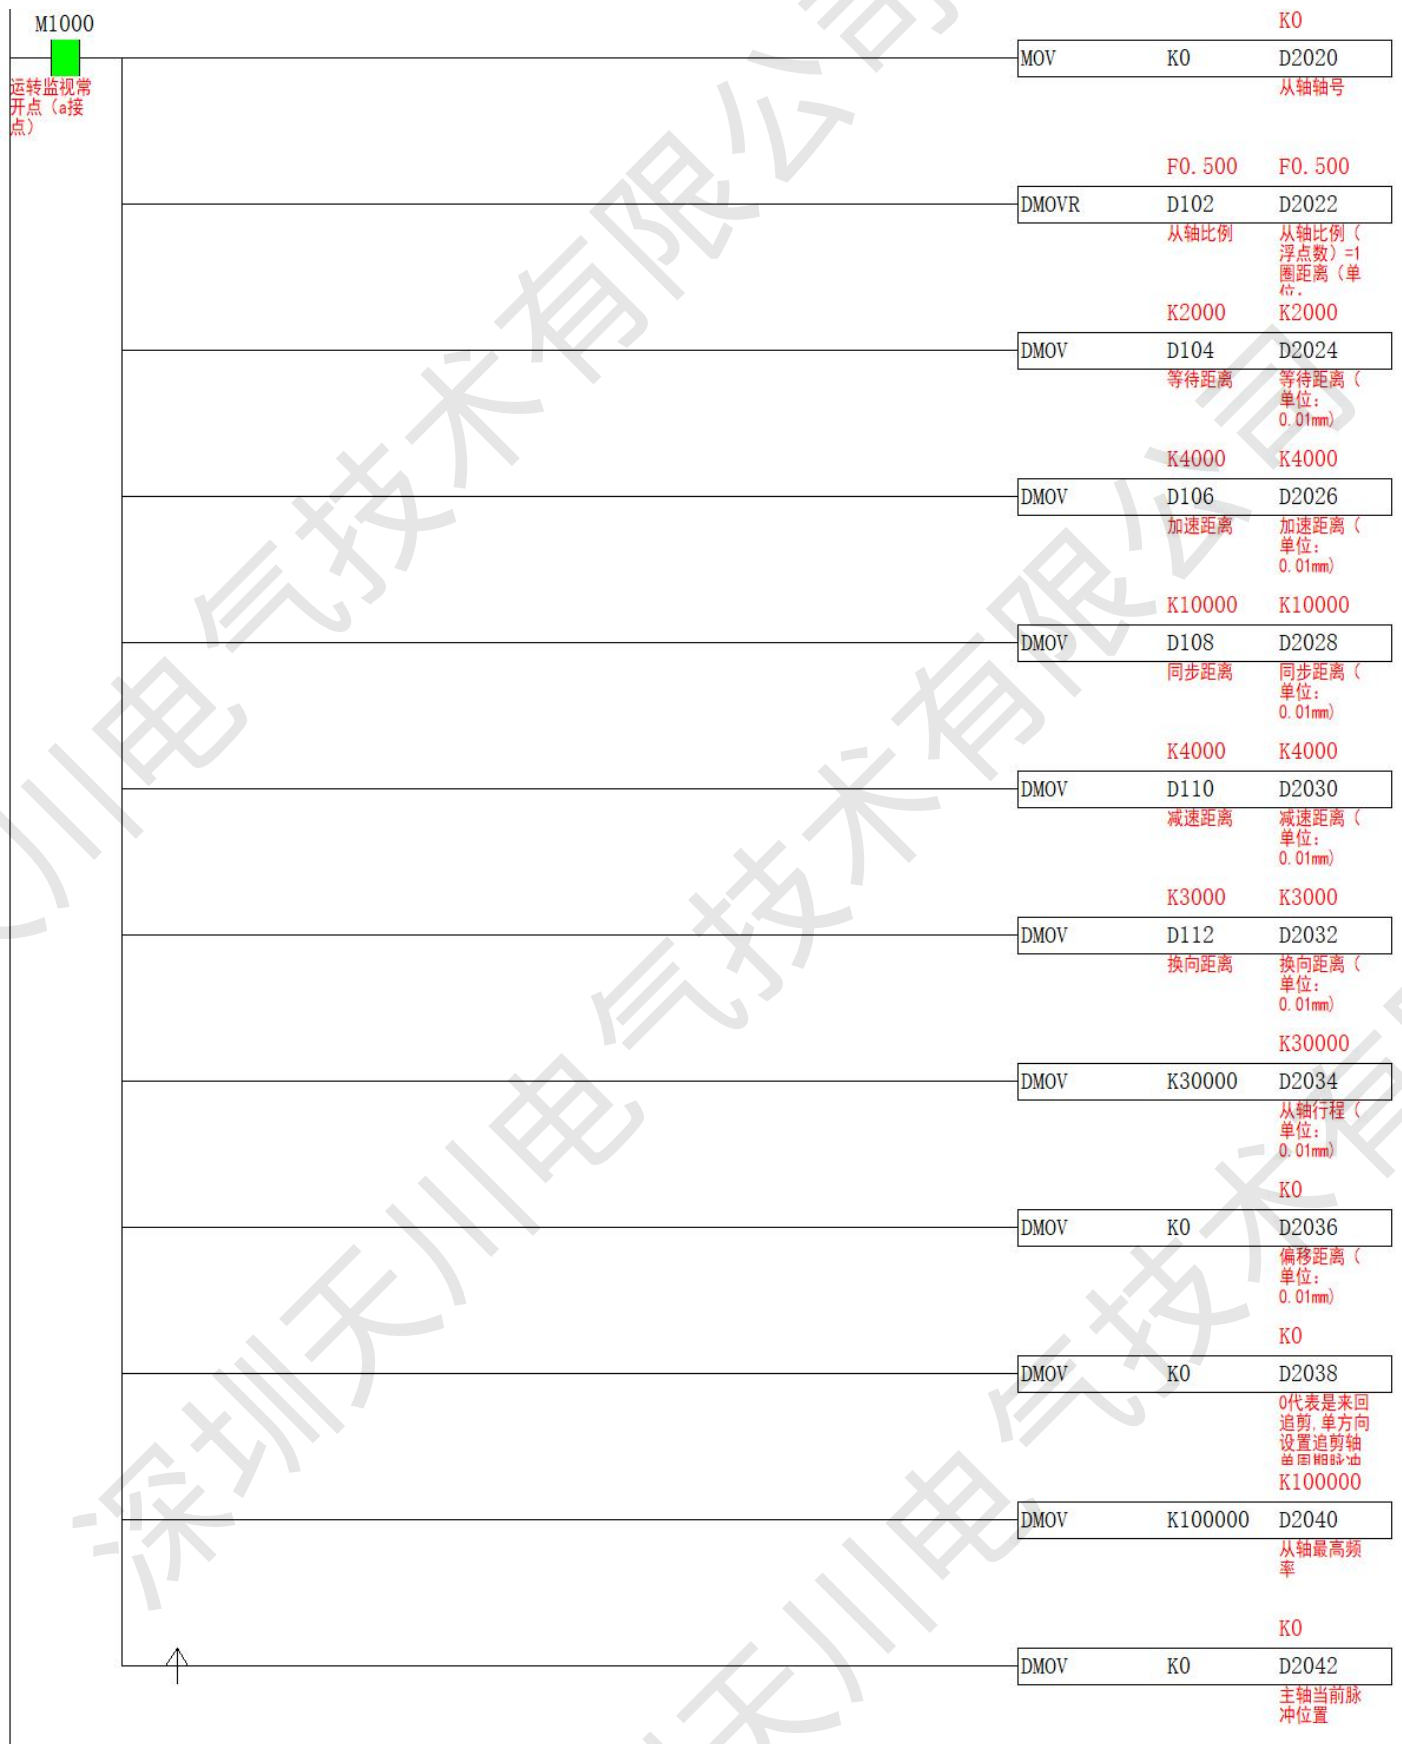 M1000
运转监视常
开点（a接
点）
K0
MOV K0 D2020
从轴轴号
F0.500 F0.500
DMOVR D102 D2022
从轴比例 从轴比例（
浮点数）=1
圈距离（单
位：
K2000 K2000
DMOV D104 D2024
等待距离 等待距离（
单位：
0.01mm）
K4000 K4000
DMOV D106 D2026
加速距离 加速距离（
单位：
0.01mm）
K10000 K10000
DMOV D108 D2028
同步距离 同步距离（
单位：
0.01mm）
K4000 K4000
DMOV D110 D2030
减速距离 减速距离（
单位：
0.01mm）
K3000 K3000
DMOV D112 D2032
换向距离 换向距离（
单位：
0.01mm）
K30000
DMOV K30000 D2034
从轴行程（
单位：
0.01mm）
K0
DMOV K0 D2036
偏移距离（
单位：
0.01mm）
K0
DMOV K0 D2038
0代表是来回
追剪,单方向
设置追剪轴
单周期脉冲
K100000
DMOV K100000 D2040
从轴最高频
率
K0
DMOV K0 D2042
主轴当前脉
冲位置
深圳天川电气技术有限公司